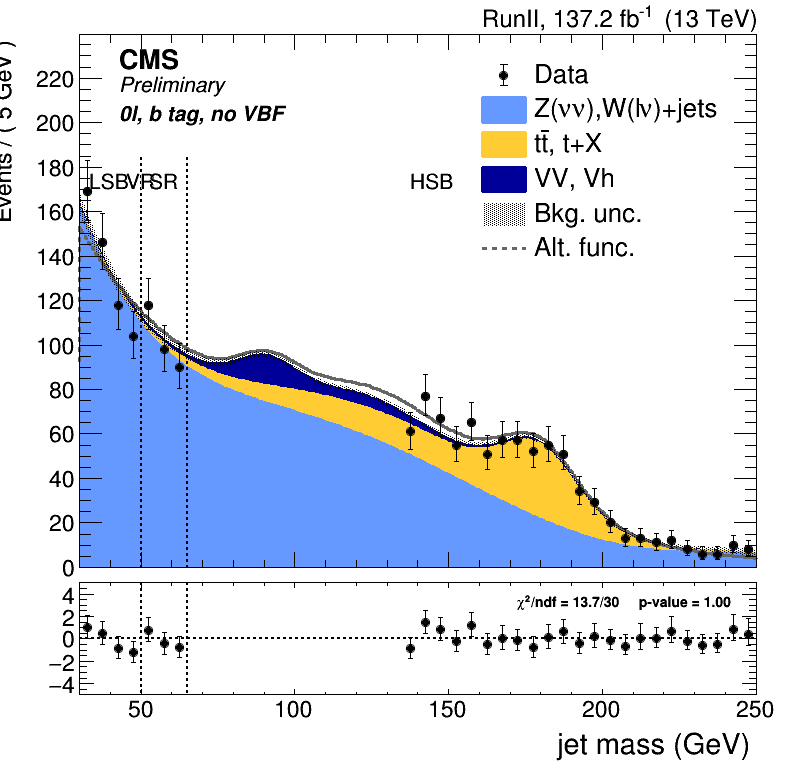 RunII, 137.2 fb⁻¹ (13 TeV)
CMS
Preliminary
0l, b tag, no VBF
Data
Z(νν),W(lν)+jets
tt̄, t+X
VV, Vh
Bkg. unc.
Alt. func.
LSB
VR
SR
HSB
Events / ( 5 GeV )
220
200
180
160
140
120
100
80
60
40
20
0
χ²/ndf = 13.7/30 p-value = 1.00
4
2
0
−2
−4
50 100 150 200 250
jet mass (GeV)